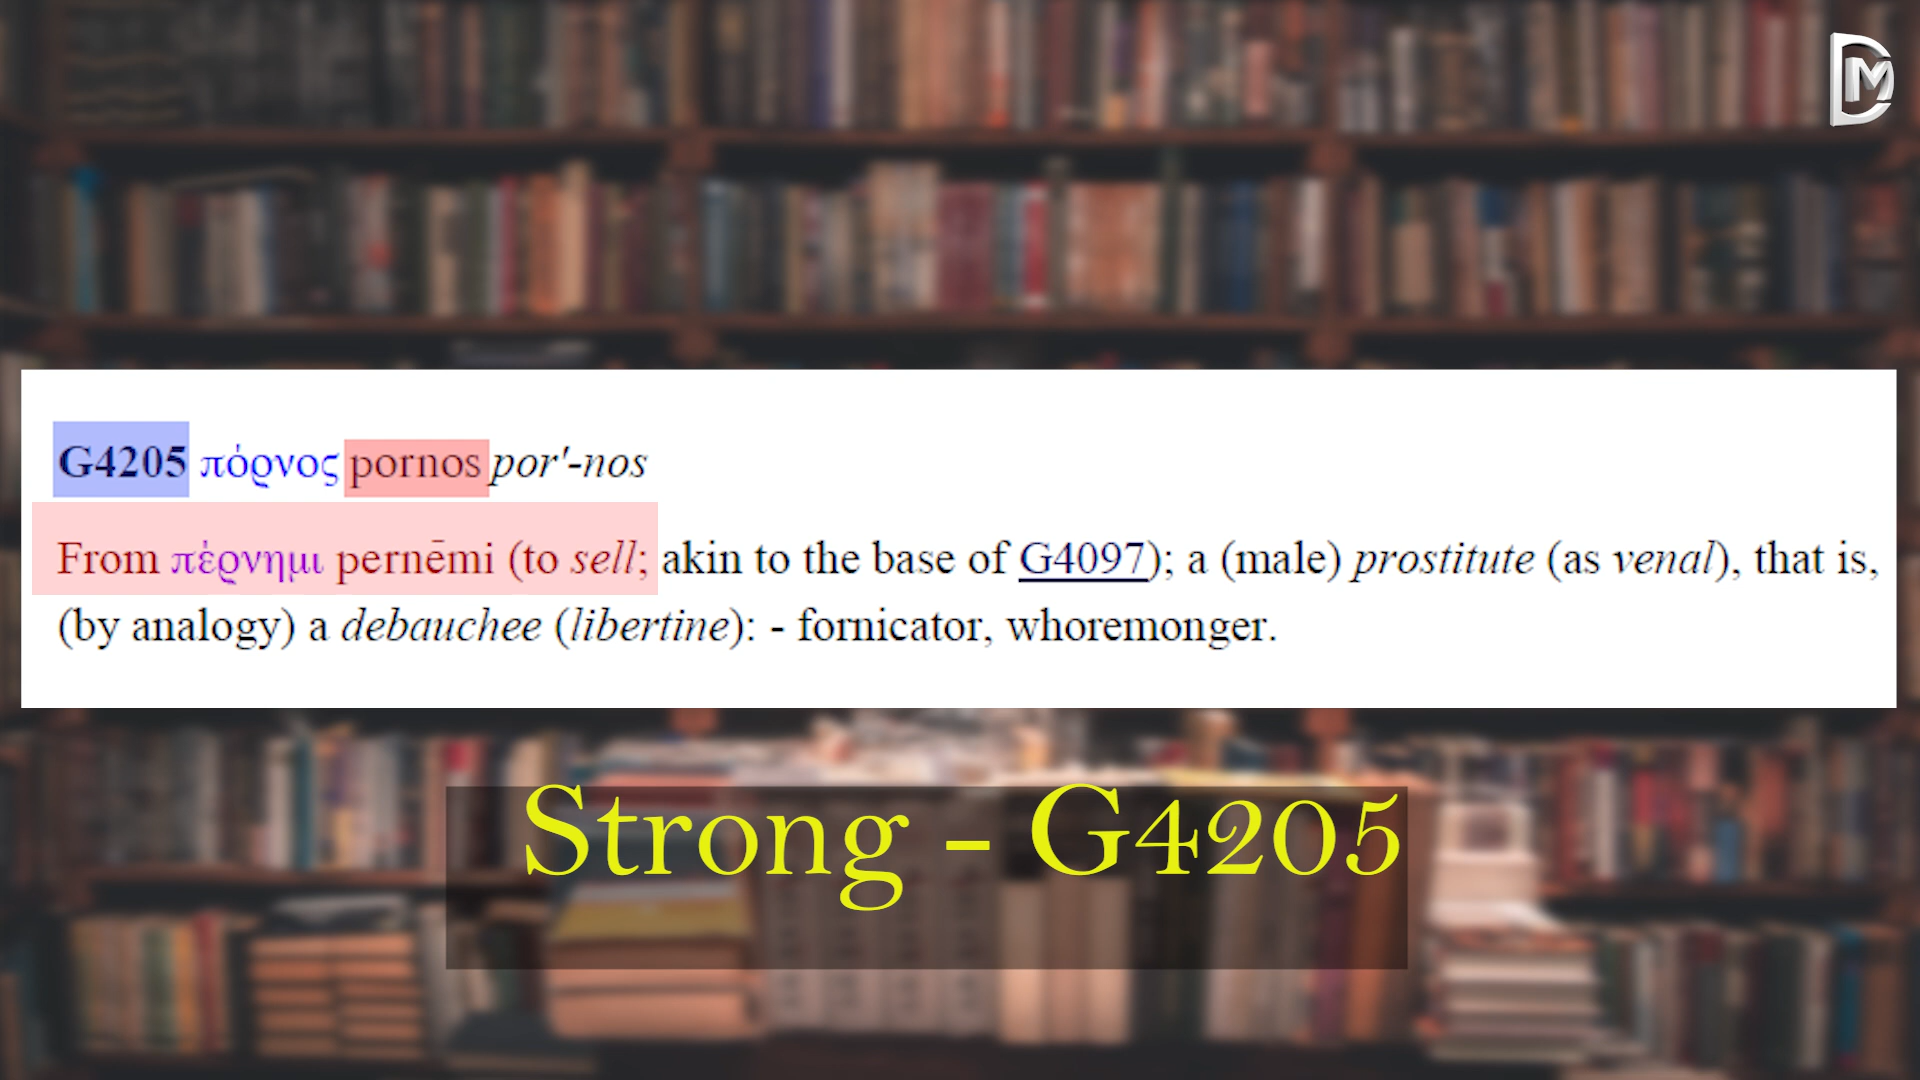 DM
G4205 πόρνος pornos por'-nos
From πέρνημι pernēmi (to sell; akin to the base of G4097); a (male) prostitute (as venal), that is,
(by analogy) a debauchee (libertine): - fornicator, whoremonger.
Strong - G4205